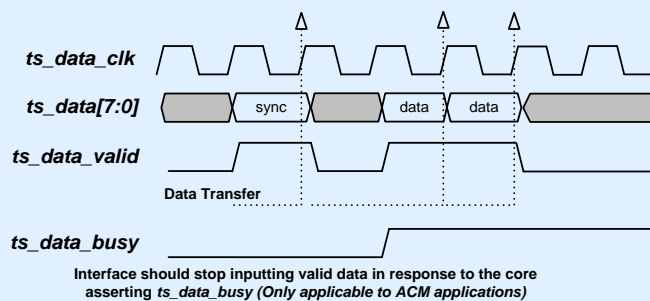 ts_data_clk
ts_data[7:0]
sync
data
data
ts_data_valid
Data Transfer
ts_data_busy
Interface should stop inputting valid data in response to the core
asserting ts_data_busy (Only applicable to ACM applications)